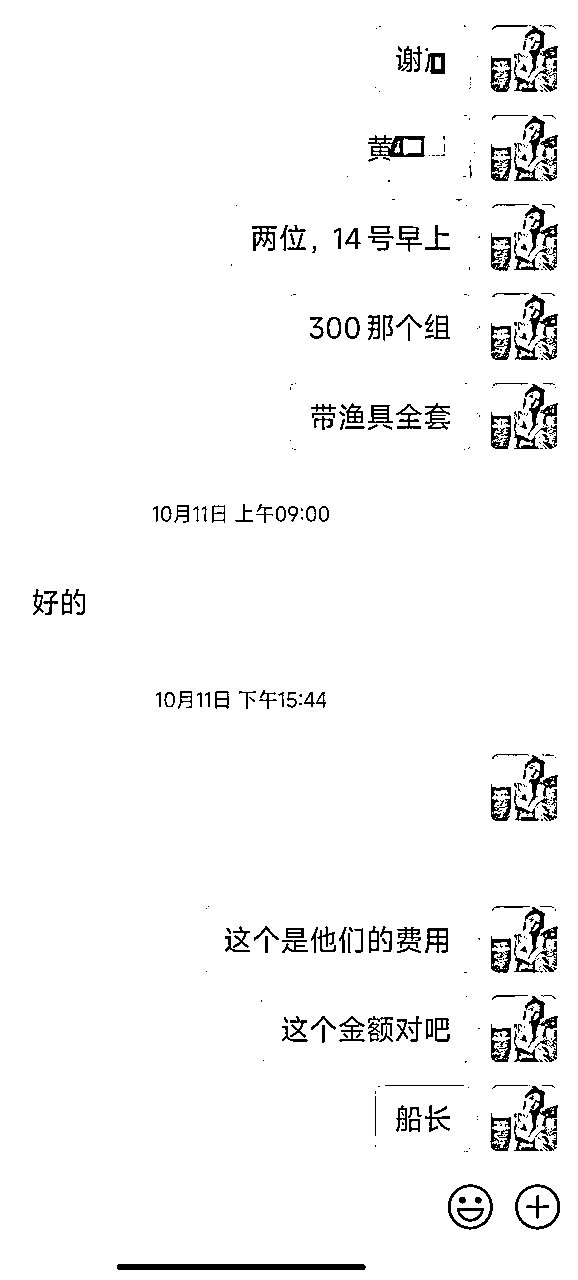 谢
黄
两位，14号早上
300那个组
带渔具全套
10月11日 上午09:00
好的
10月11日 下午15:44
这个是他们的费用
这个金额对吧
船长